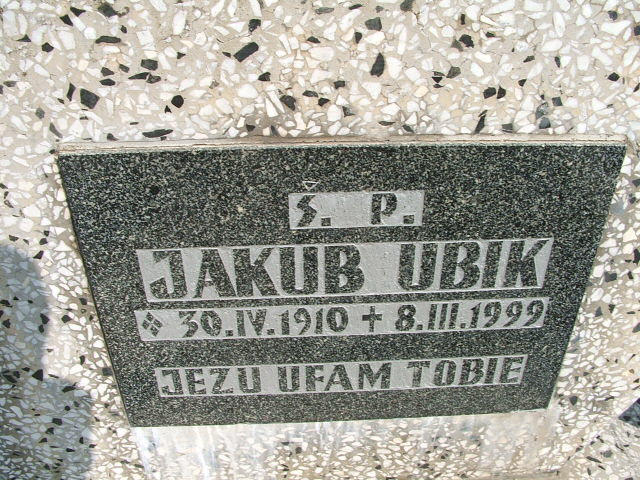 Ś. P.
JAKUB UBIK
30.IV.1910 + 8.III.1999
JEZU UFAM TOBIE